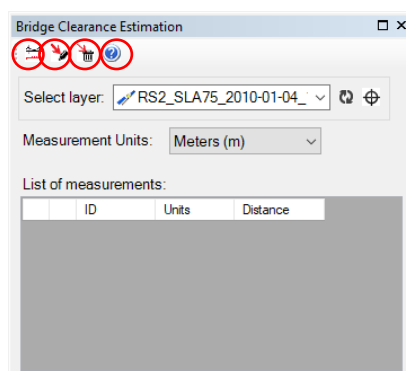 Bridge Clearance Estimation
Select layer: RS2_SLA75_2010-01-04_
Measurement Units: Meters (m)
List of measurements:
ID Units Distance